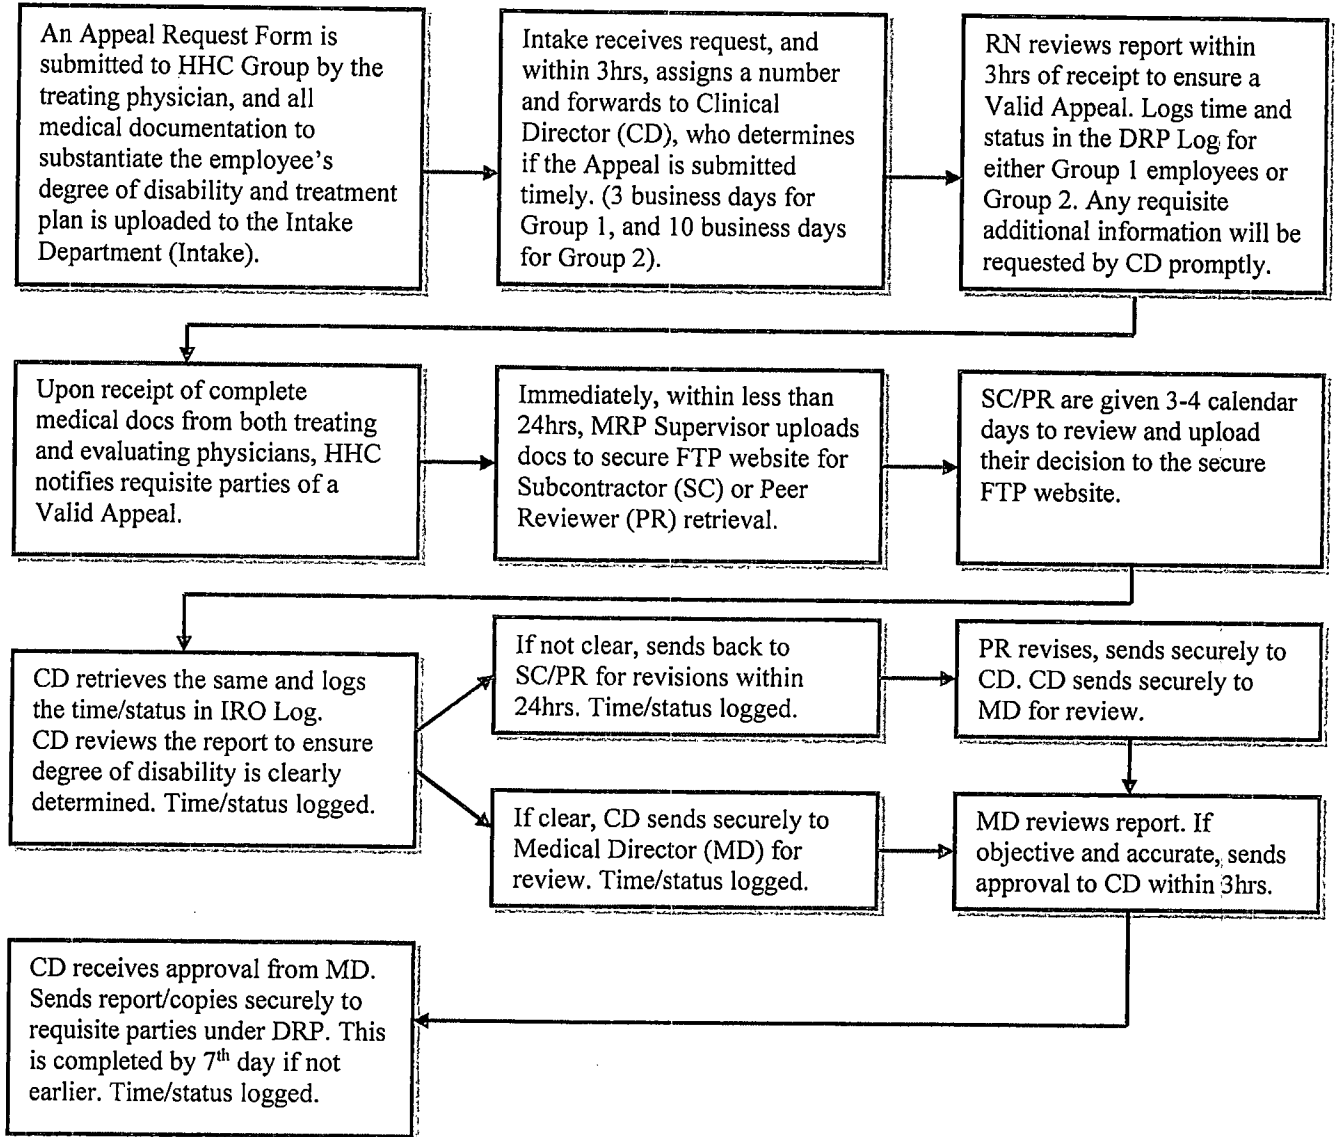 An Appeal Request Form is
submitted to HHC Group by the
treating physician, and all
medical documentation to
substantiate the employee's
degree of disability and treatment
plan is uploaded to the Intake
Department (Intake).
Intake receives request, and
within 3hrs, assigns a number
and forwards to Clinical
Director (CD), who determines
if the Appeal is submitted
timely. (3 business days for
Group 1, and 10 business days
for Group 2).
RN reviews report within
3hrs of receipt to ensure a
Valid Appeal. Logs time and
status in the DRP Log for
either Group 1 employees or
Group 2. Any requisite
additional information will be
requested by CD promptly.
Upon receipt of complete
medical docs from both treating
and evaluating physicians, HHC
notifies requisite parties of a
Valid Appeal.
Immediately, within less than
24hrs, MRP Supervisor uploads
docs to secure FTP website for
Subcontractor (SC) or Peer
Reviewer (PR) retrieval.
SC/PR are given 3-4 calendar
days to review and upload
their decision to the secure
FTP website.
CD retrieves the same and logs
the time/status in IRO Log.
CD reviews the report to ensure
degree of disability is clearly
determined. Time/status logged.
If not clear, sends back to
SC/PR for revisions within
24hrs. Time/status logged.
PR revises, sends securely to
CD. CD sends securely to
MD for review.
If clear, CD sends securely to
Medical Director (MD) for
review. Time/status logged.
MD reviews report. If
objective and accurate, sends
approval to CD within 3hrs.
CD receives approval from MD.
Sends report/copies securely to
requisite parties under DRP. This
is completed by 7th day if not
earlier. Time/status logged.